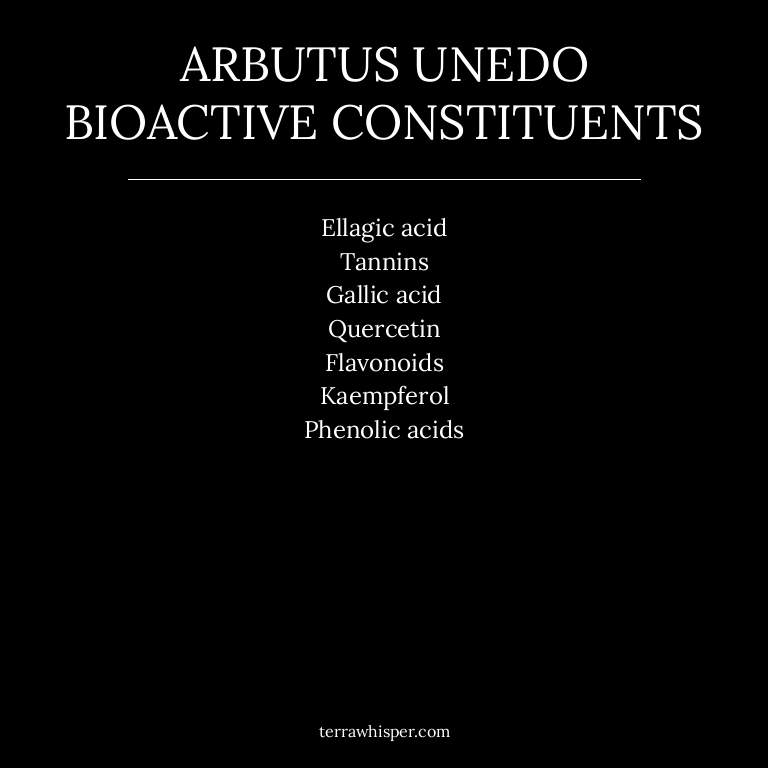 ARBUTUS UNEDO
BIOACTIVE CONSTITUENTS
Ellagic acid
Tannins
Gallic acid
Quercetin
Flavonoids
Kaempferol
Phenolic acids
terrawhisper.com